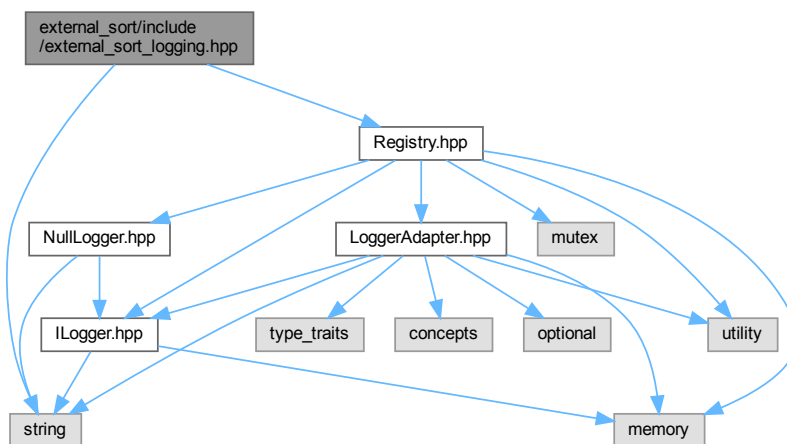 external_sort/include
/external_sort_logging.hpp
Registry.hpp
NullLogger.hpp
LoggerAdapter.hpp
mutex
ILogger.hpp
type_traits
concepts
optional
utility
string
memory